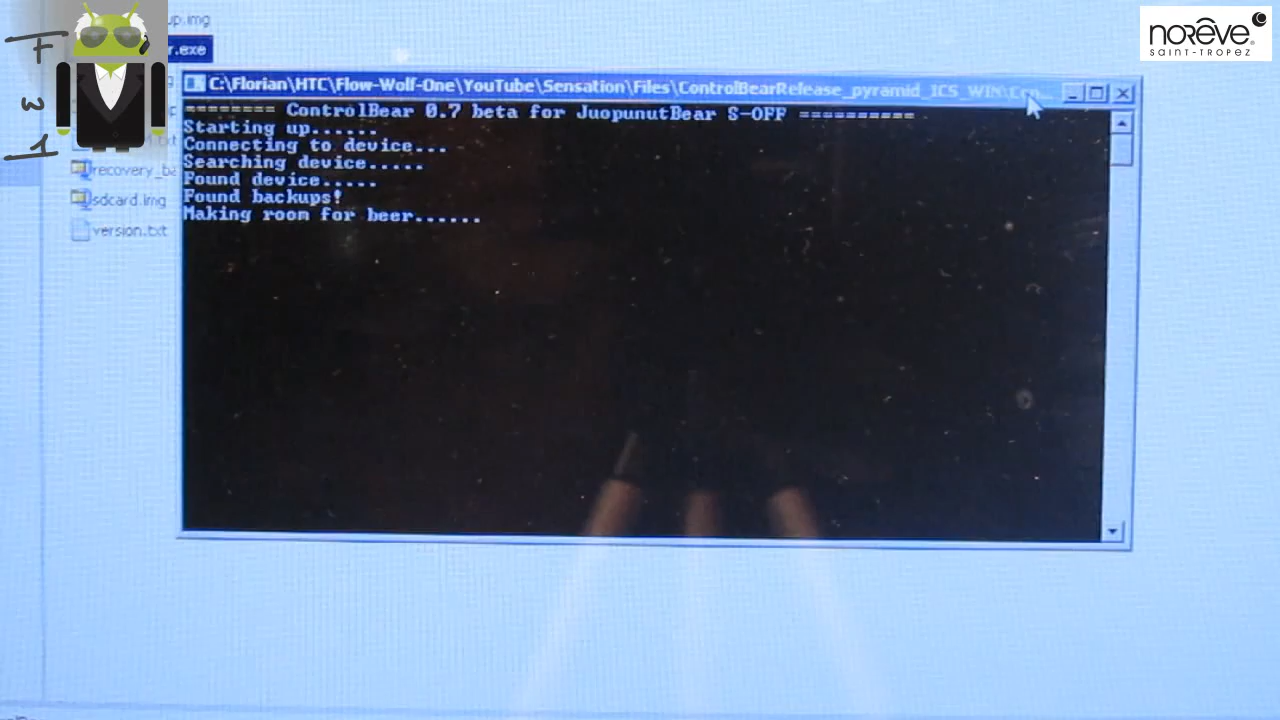 up.img
r.exe
F
W
1
norêve
SAINT-TROPEZ
C:\Florian\HTC\Flow-Wolf-One\YouTube\Sensation\Files\ControlBearRelease_pyramid_ICS_WIN\Con...
======== ControlBear 0.7 beta for JuopunutBear S-OFF ==========
Starting up......
Connecting to device...
Searching device.....
Found device.....
Found backups!
Making room for beer......
.txt
recovery_ba
sdcard.img
version.txt